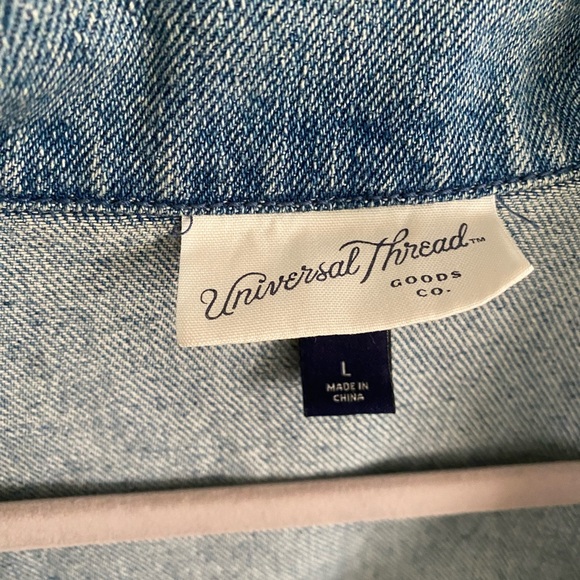 Universal Thread™
GOODS
CO.
L
MADE IN
CHINA